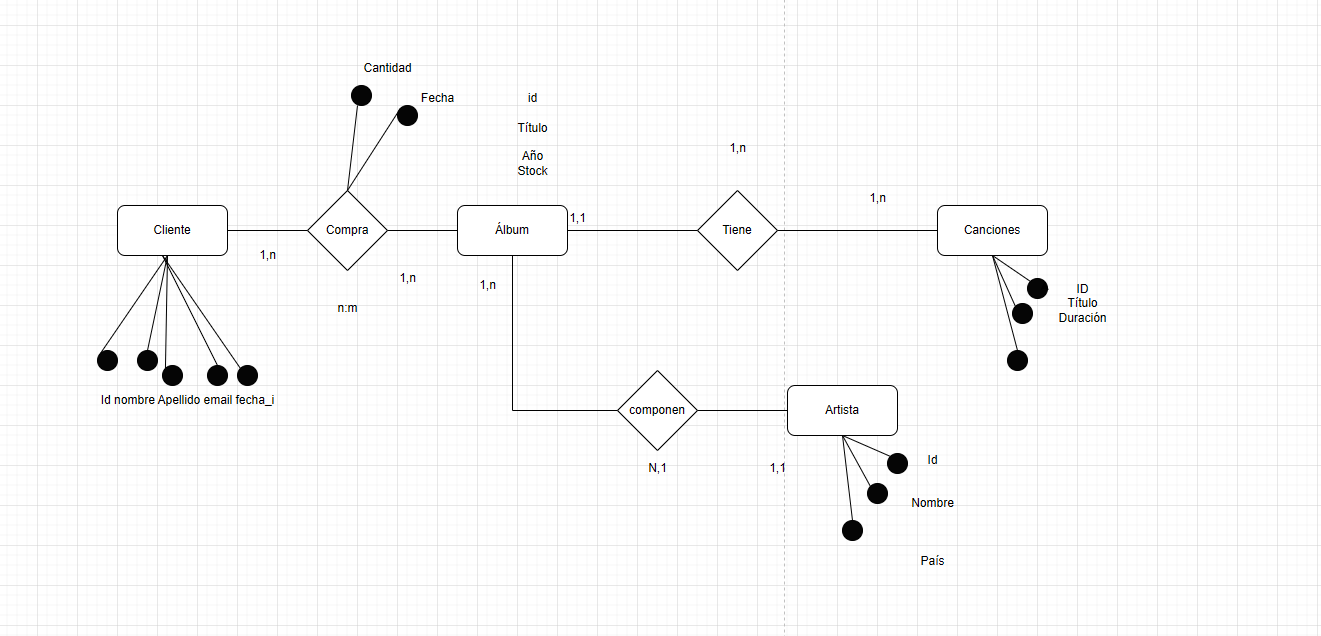 Cantidad
Fecha
id
Título
Año
Stock
1,n
1,n
Cliente
Compra
Álbum
1,1
Tiene
Canciones
1,n
1,n
1,n
n:m
ID
Título
Duración
Id nombre Apellido email fecha_i
componen
Artista
N,1
1,1
Id
Nombre
País